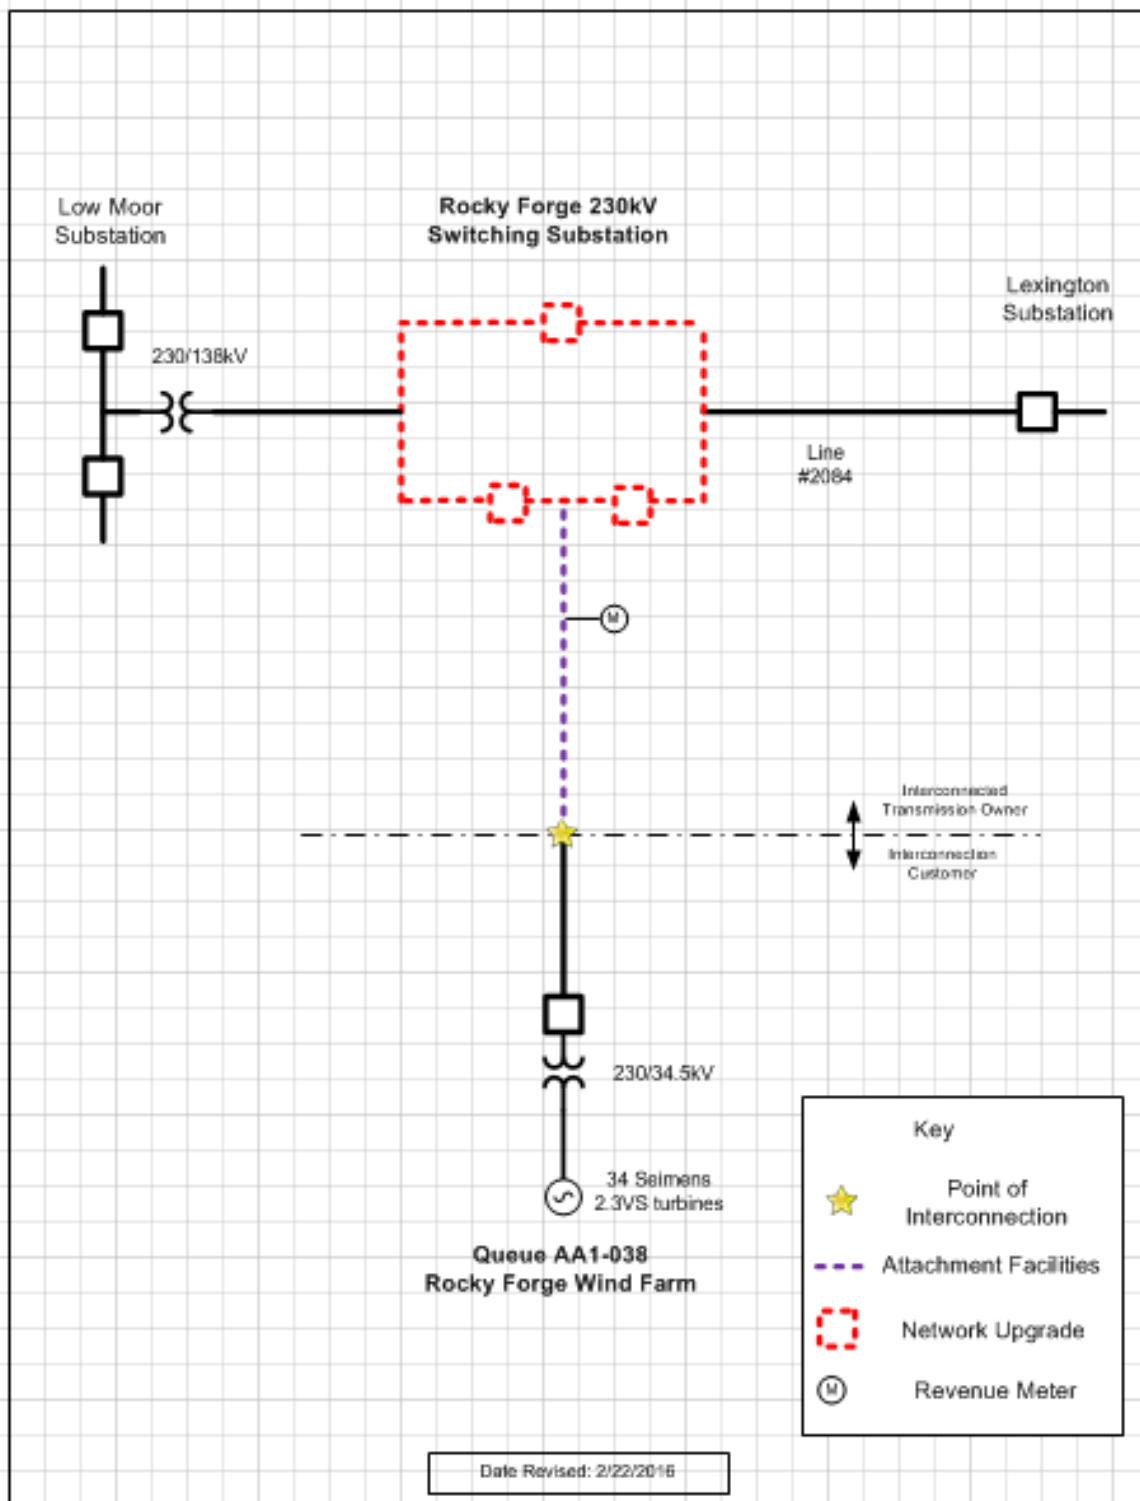 Low Moor
Substation
Rocky Forge 230kV
Switching Substation
Lexington
Substation
230/138kV
Line
#2084
M
Interconnected
Transmission Owner
Interconnection
Customer
230/34.5kV
34 Seimens
2.3VS turbines
Queue AA1-038
Rocky Forge Wind Farm
Key
Point of
Interconnection
Attachment Facilities
Network Upgrade
M
Revenue Meter
Date Revised: 2/22/2016